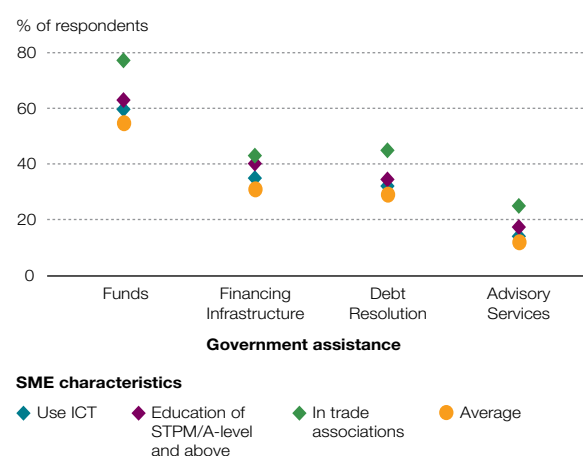 % of respondents
80
60
40
20
0
Funds
Financing
Infrastructure
Debt
Resolution
Advisory
Services
Government assistance
SME characteristics
Use ICT
Education of
STPM/A-level
and above
In trade
associations
Average